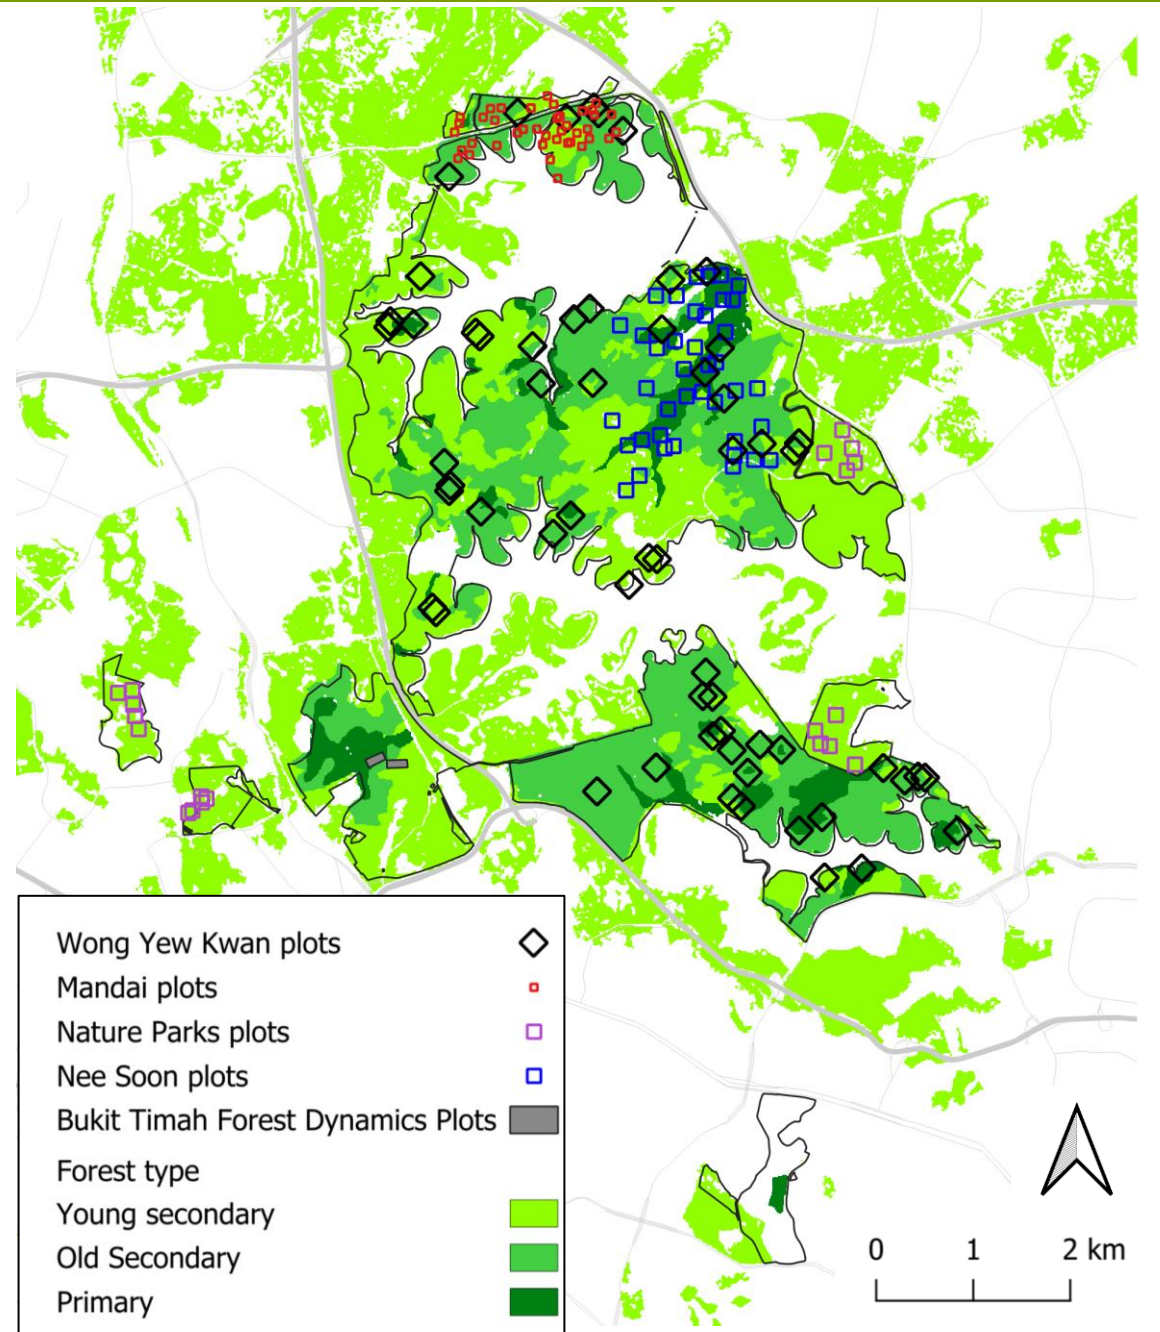 Wong Yew Kwan plots
Mandai plots
Nature Parks plots
Nee Soon plots
Bukit Timah Forest Dynamics Plots
Forest type
Young secondary
Old Secondary
Primary
0 1 2 km